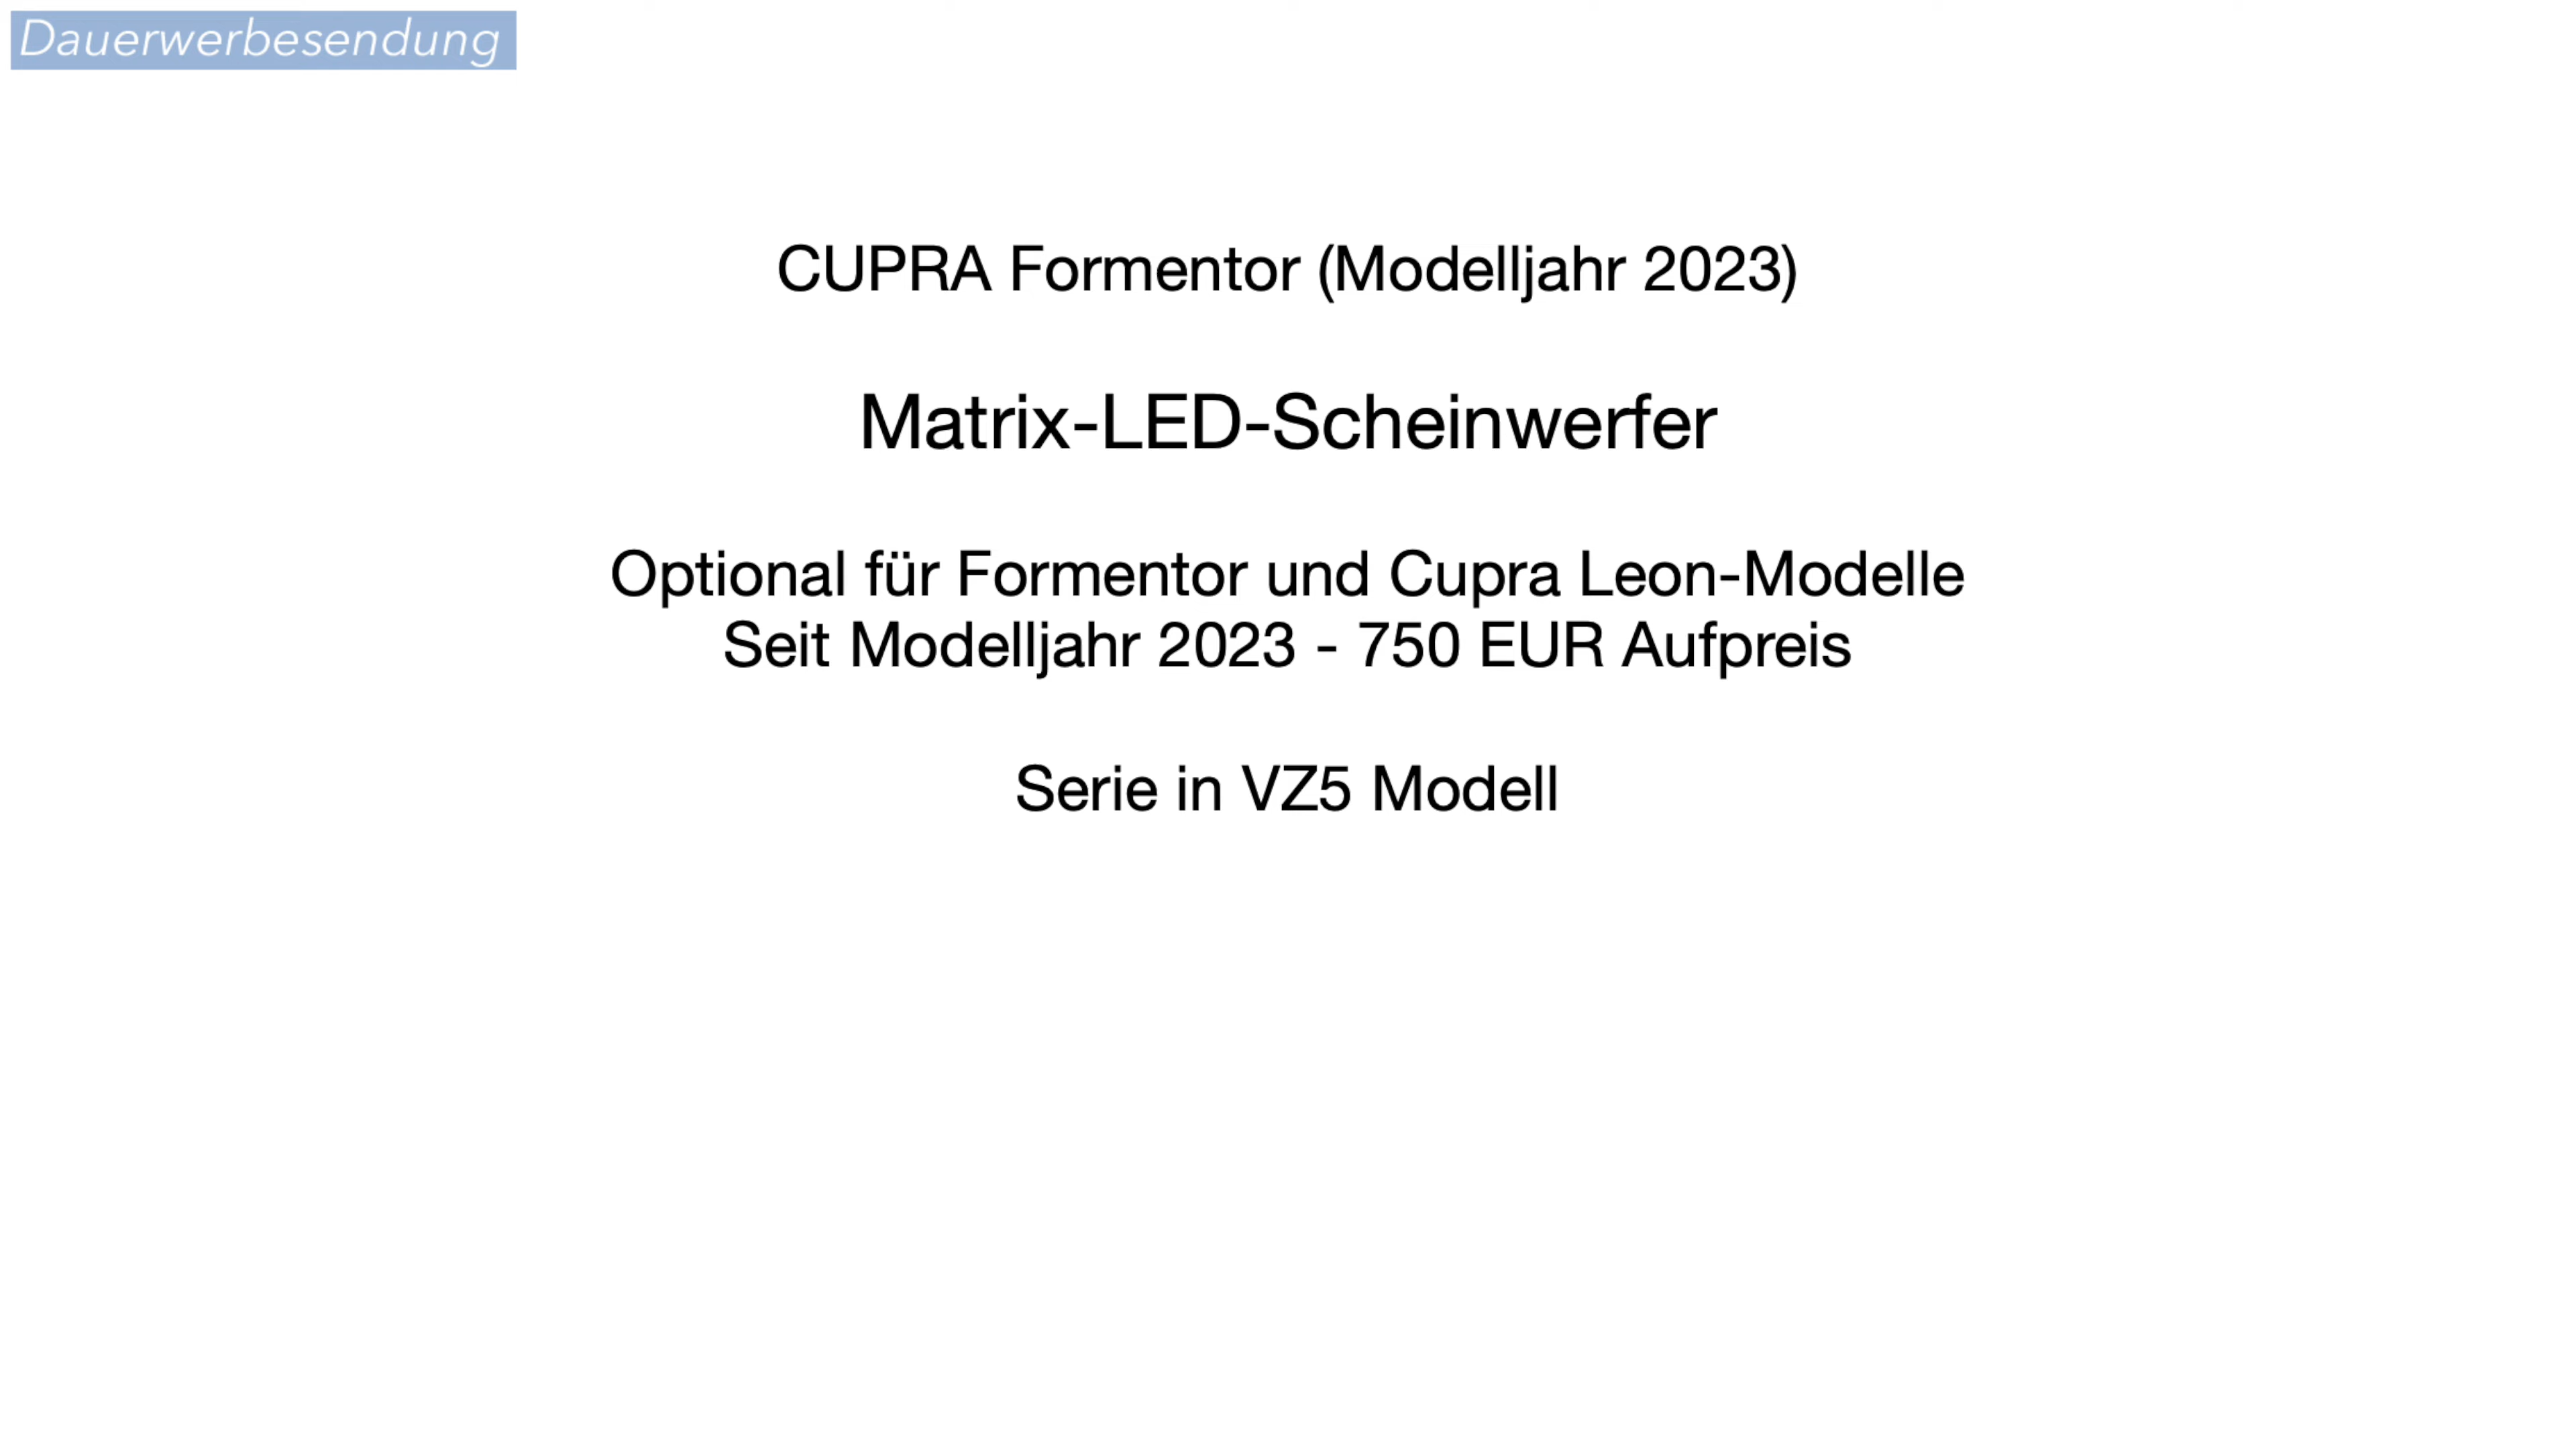 Dauerwerbesendung
CUPRA Formentor (Modelljahr 2023)
Matrix-LED-Scheinwerfer
Optional für Formentor und Cupra Leon-Modelle
Seit Modelljahr 2023 - 750 EUR Aufpreis
Serie in VZ5 Modell